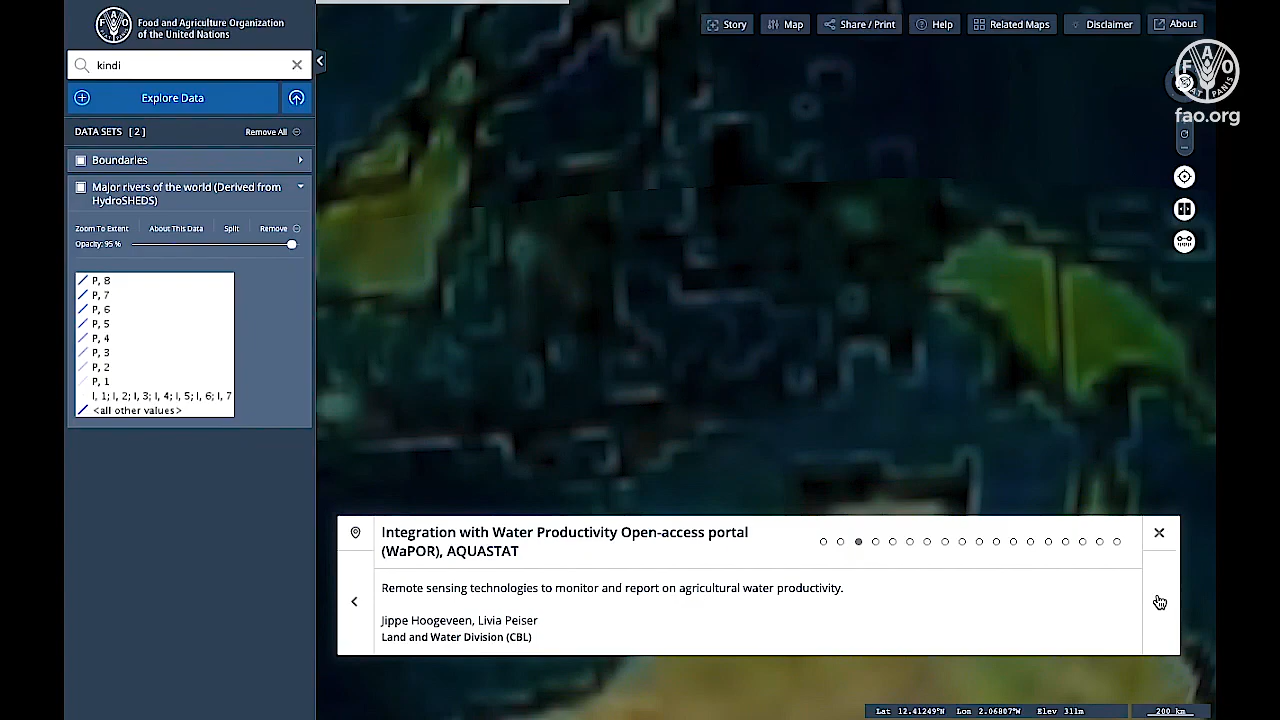 Food and Agriculture Organization
of the United Nations
kindi
Explore Data
DATA SETS [ 2 ]
Remove All
Boundaries
Major rivers of the world (Derived from
HydroSHEDS)
Zoom To Extent
About This Data
Split
Remove
Opacity: 95 %
P, 8
P, 7
P, 6
P, 5
P, 4
P, 3
P, 2
P, 1
I, 1; I, 2; I, 3; I, 4; I, 5; I, 6; I, 7
<all other values>
Story
Map
Share / Print
Help
Related Maps
Disclaimer
About
FAO
FIAT PANIS
fao.org
Integration with Water Productivity Open-access portal
(WaPOR), AQUASTAT
Remote sensing technologies to monitor and report on agricultural water productivity.
Jippe Hoogeveen, Livia Peiser
Land and Water Division (CBL)
Lat 12.41249°N Lon 2.06807°W Elev 311m
200 km